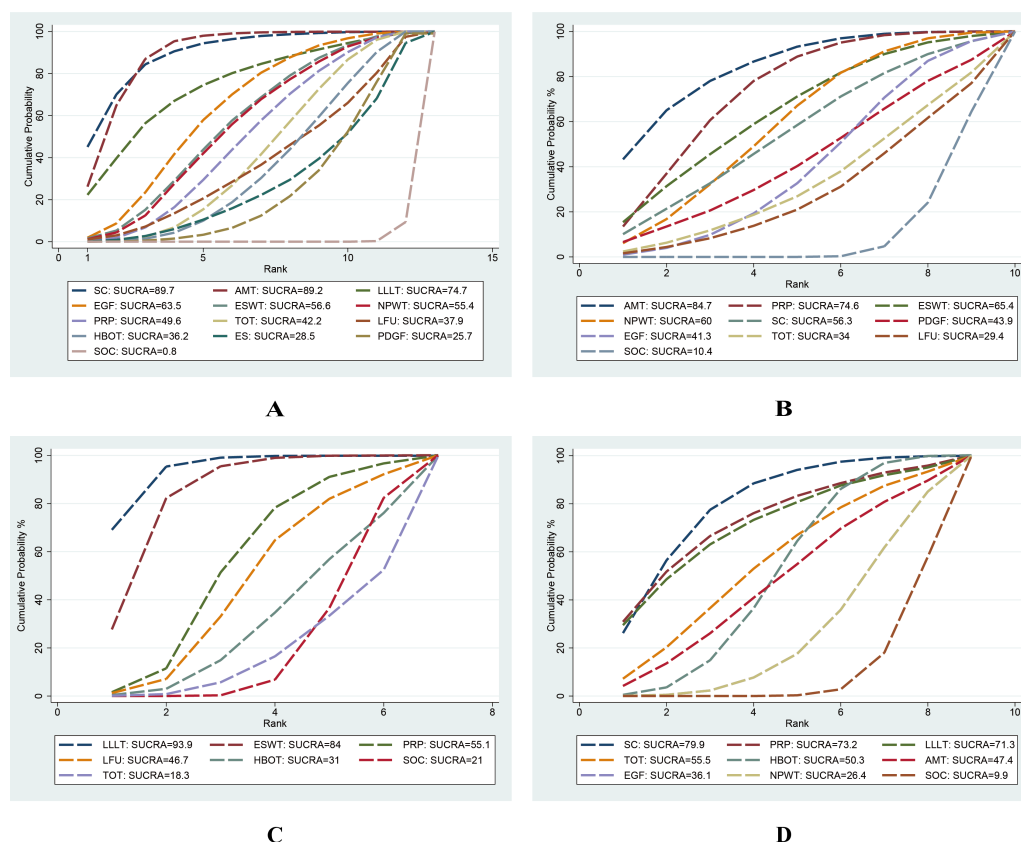 Cumulative Probability %
100
80
60
40
20
0
0 1 5 10 15
Rank
SC: SUCRA=89.7 AMT: SUCRA=89.2 LLLT: SUCRA=74.7
EGF: SUCRA=63.5 ESWT: SUCRA=56.6 NPWT: SUCRA=55.4
PRP: SUCRA=49.6 TOT: SUCRA=42.2 LFU: SUCRA=37.9
HBOT: SUCRA=36.2 ES: SUCRA=28.5 PDGF: SUCRA=25.7
SOC: SUCRA=0.8
A
Cumulative Probability %
100
80
60
40
20
0
0 2 4 6 8 10
Rank
AMT: SUCRA=84.7 PRP: SUCRA=74.6 ESWT: SUCRA=65.4
NPWT: SUCRA=60 SC: SUCRA=56.3 PDGF: SUCRA=43.9
EGF: SUCRA=41.3 TOT: SUCRA=34 LFU: SUCRA=29.4
SOC: SUCRA=10.4
B
Cumulative Probability %
100
80
60
40
20
0
0 2 4 6 8
Rank
LLLT: SUCRA=93.9 ESWT: SUCRA=84 PRP: SUCRA=55.1
LFU: SUCRA=46.7 HBOT: SUCRA=31 SOC: SUCRA=21
TOT: SUCRA=18.3
C
Cumulative Probability %
100
80
60
40
20
0
0 2 4 6 8 10
Rank
SC: SUCRA=79.9 PRP: SUCRA=73.2 LLLT: SUCRA=71.3
TOT: SUCRA=55.5 HBOT: SUCRA=50.3 AMT: SUCRA=47.4
EGF: SUCRA=36.1 NPWT: SUCRA=26.4 SOC: SUCRA=9.9
D